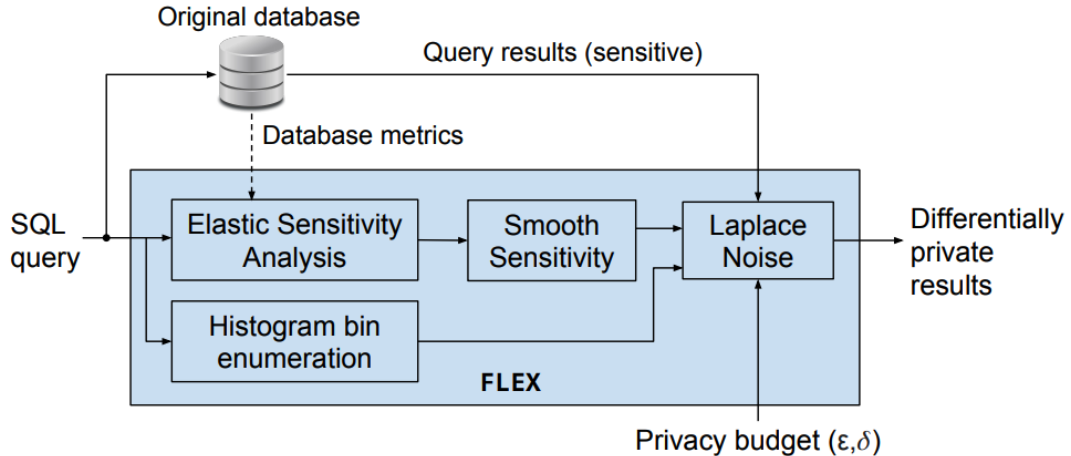 Original database
Query results (sensitive)
Database metrics
SQL
query
Elastic Sensitivity
Analysis
Smooth
Sensitivity
Laplace
Noise
Differentially
private
results
Histogram bin
enumeration
FLEX
Privacy budget (ε,δ)